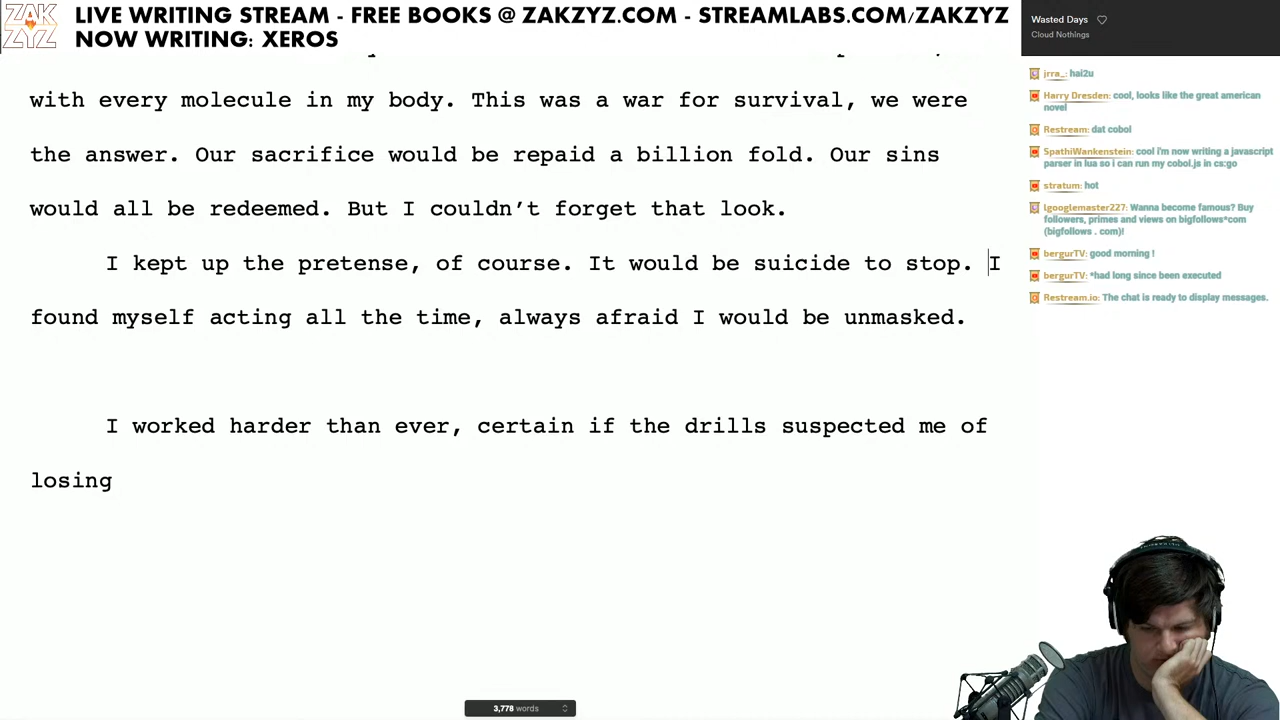 ZAK
ZYZ
LIVE WRITING STREAM - FREE BOOKS @ ZAKZYZ.COM - STREAMLABS.COM/ZAKZYZ
NOW WRITING: XEROS
with every molecule in my body. This was a war for survival, we were
the answer. Our sacrifice would be repaid a billion fold. Our sins
would all be redeemed. But I couldn’t forget that look.
I kept up the pretense, of course. It would be suicide to stop. I
found myself acting all the time, always afraid I would be unmasked.
I worked harder than ever, certain if the drills suspected me of
losing
3,778 words
Wasted Days
Cloud Nothings
jrra_: hai2u
Harry Dresden: cool, looks like the great american
novel
Restream: dat cobol
SpathiWankenstein: cool i'm now writing a javascript
parser in lua so i can run my cobol.js in cs:go
stratum: hot
lgooglemaster227: Wanna become famous? Buy
followers, primes and views on bigfollows*com
(bigfollows . com)!
bergurTV: good morning !
bergurTV: *had long since been executed
Restream.io: The chat is ready to display messages.